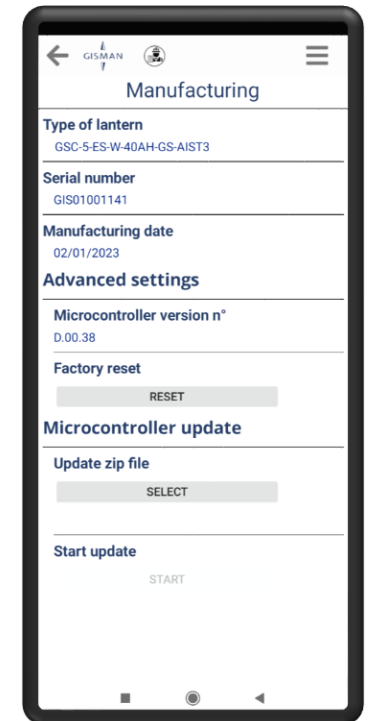 GISMAN
Manufacturing
Type of lantern
GSC-5-ES-W-40AH-GS-AIST3
Serial number
GIS01001141
Manufacturing date
02/01/2023
Advanced settings
Microcontroller version n°
D.00.38
Factory reset
RESET
Microcontroller update
Update zip file
SELECT
Start update
START